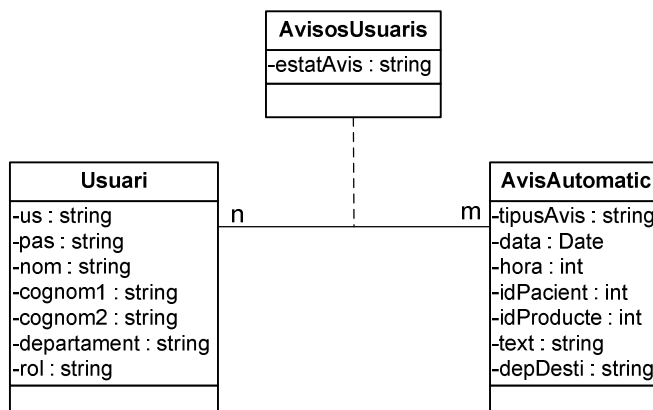 AvisosUsuaris
-estatAvis : string
Usuari
-us : string
-pas : string
-nom : string
-cognom1 : string
-cognom2 : string
-departament : string
-rol : string
n
m
AvisAutomatic
-tipusAvis : string
-data : Date
-hora : int
-idPacient : int
-idProducte : int
-text : string
-depDesti : string